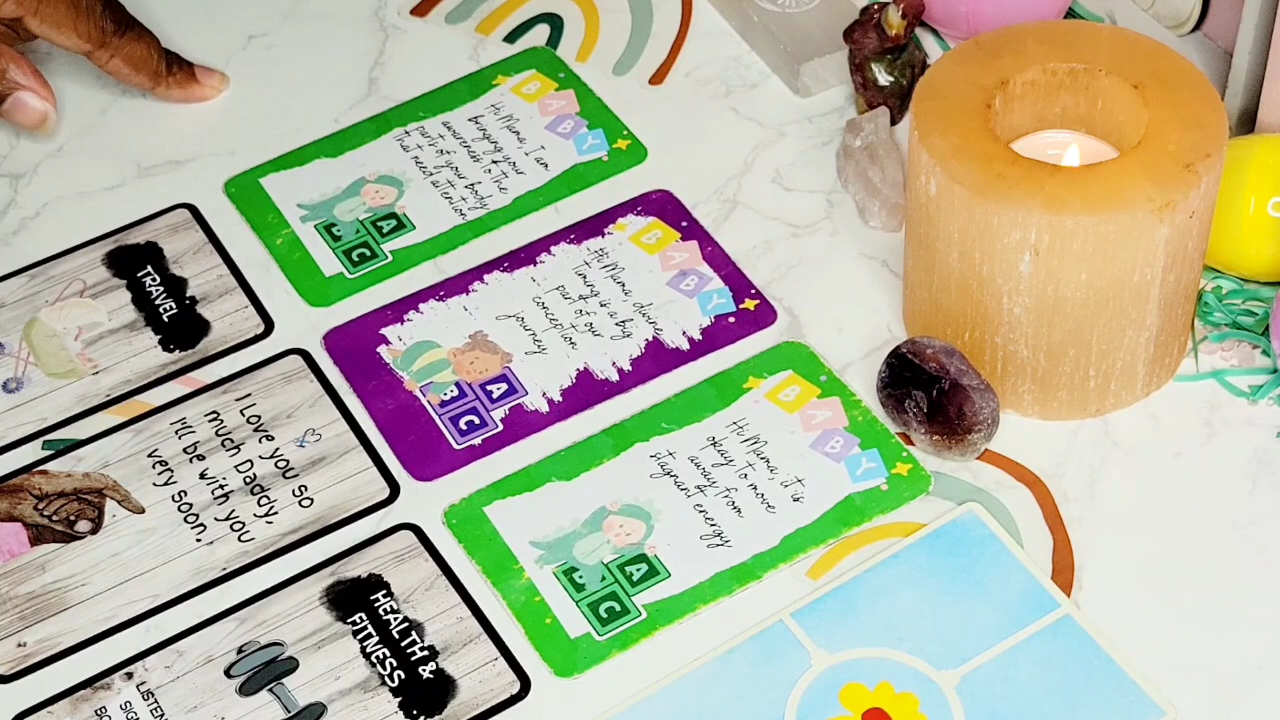 BABY
Hi Mama, I am
bringing your
awareness to the
parts of your body
that need attention
A
B
C
BABY
Hi Mama, divine
timing is a big
part of our
conception
journey
A
B
C
BABY
Hi Mama, it is
okay to move
away from
stagnant energy
A
C
TRAVEL
I Love you so
much Daddy,
I'll be with you
very soon.
HEALTH &
FITNESS